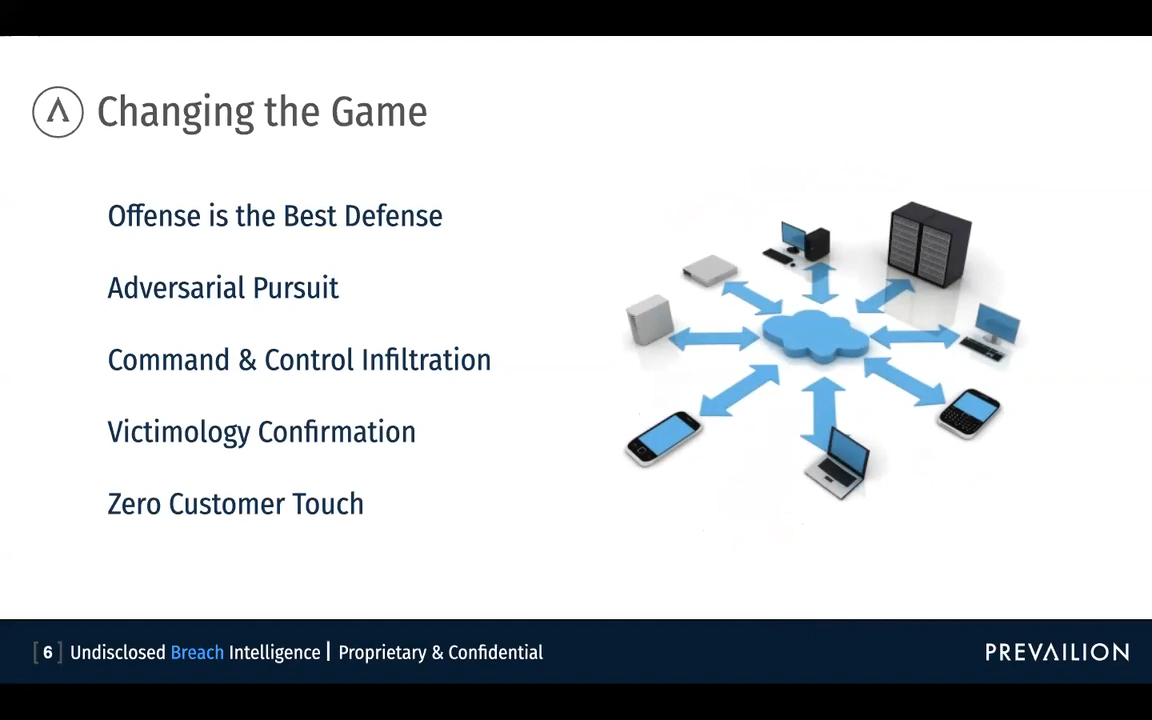 Changing the Game
Offense is the Best Defense
Adversarial Pursuit
Command & Control Infiltration
Victimology Confirmation
Zero Customer Touch
[ 6 ] Undisclosed Breach Intelligence | Proprietary & Confidential
PREVAILION